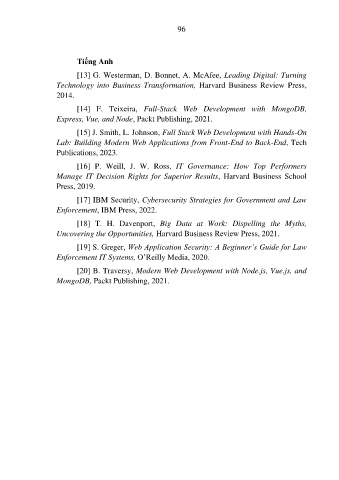 96
Tiếng Anh
[13] G. Westerman, D. Bonnet, A. McAfee, Leading Digital: Turning
Technology into Business Transformation, Harvard Business Review Press,
2014.
[14] F. Teixeira, Full-Stack Web Development with MongoDB,
Express, Vue, and Node, Packt Publishing, 2021.
[15] J. Smith, L. Johnson, Full Stack Web Development with Hands-On
Lab: Building Modern Web Applications from Front-End to Back-End, Tech
Publications, 2023.
[16] P. Weill, J. W. Ross, IT Governance: How Top Performers
Manage IT Decision Rights for Superior Results, Harvard Business School
Press, 2019.
[17] IBM Security, Cybersecurity Strategies for Government and Law
Enforcement, IBM Press, 2022.
[18] T. H. Davenport, Big Data at Work: Dispelling the Myths,
Uncovering the Opportunities, Harvard Business Review Press, 2021.
[19] S. Greger, Web Application Security: A Beginner's Guide for Law
Enforcement IT Systems, O'Reilly Media, 2020.
[20] B. Traversy, Modern Web Development with Node.js, Vue.js, and
MongoDB, Packt Publishing, 2021.